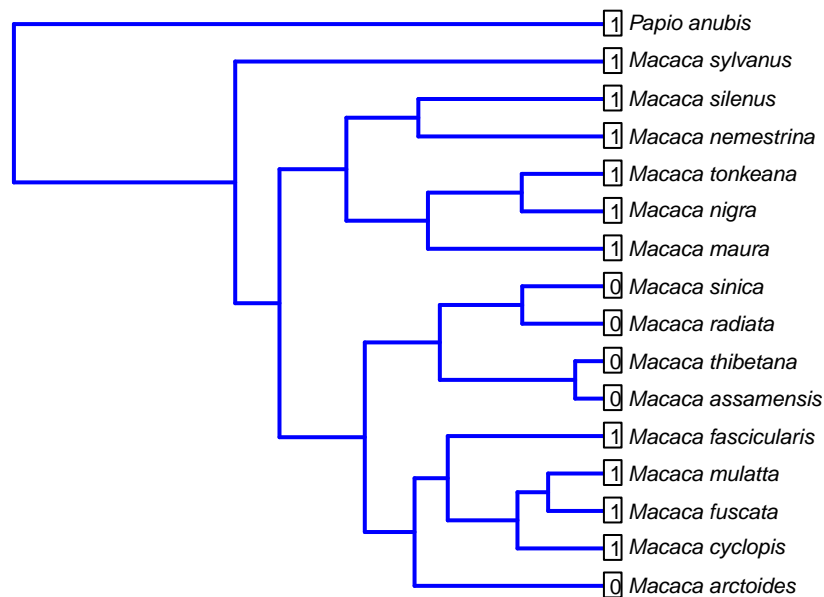 1 Papio anubis
1 Macaca sylvanus
1 Macaca silenus
1 Macaca nemestrina
1 Macaca tonkeana
1 Macaca nigra
1 Macaca maura
0 Macaca sinica
0 Macaca radiata
0 Macaca thibetana
0 Macaca assamensis
1 Macaca fascicularis
1 Macaca mulatta
1 Macaca fuscata
1 Macaca cyclopis
0 Macaca arctoides